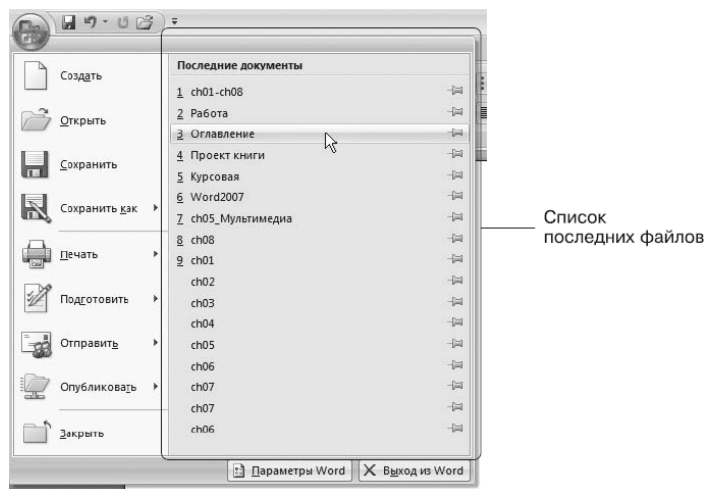 Создать
Открыть
Сохранить
Сохранить как
Печать
Подготовить
Отправить
Опубликовать
Закрыть
Последние документы
1 ch01-ch08
2 Работа
3 Оглавление
4 Проект книги
5 Курсовая
6 Word2007
7 ch05_Мультимедиа
8 ch08
9 ch01
ch02
ch03
ch04
ch05
ch06
ch07
ch07
ch06
Параметры Word
Выход из Word
Список
последних файлов